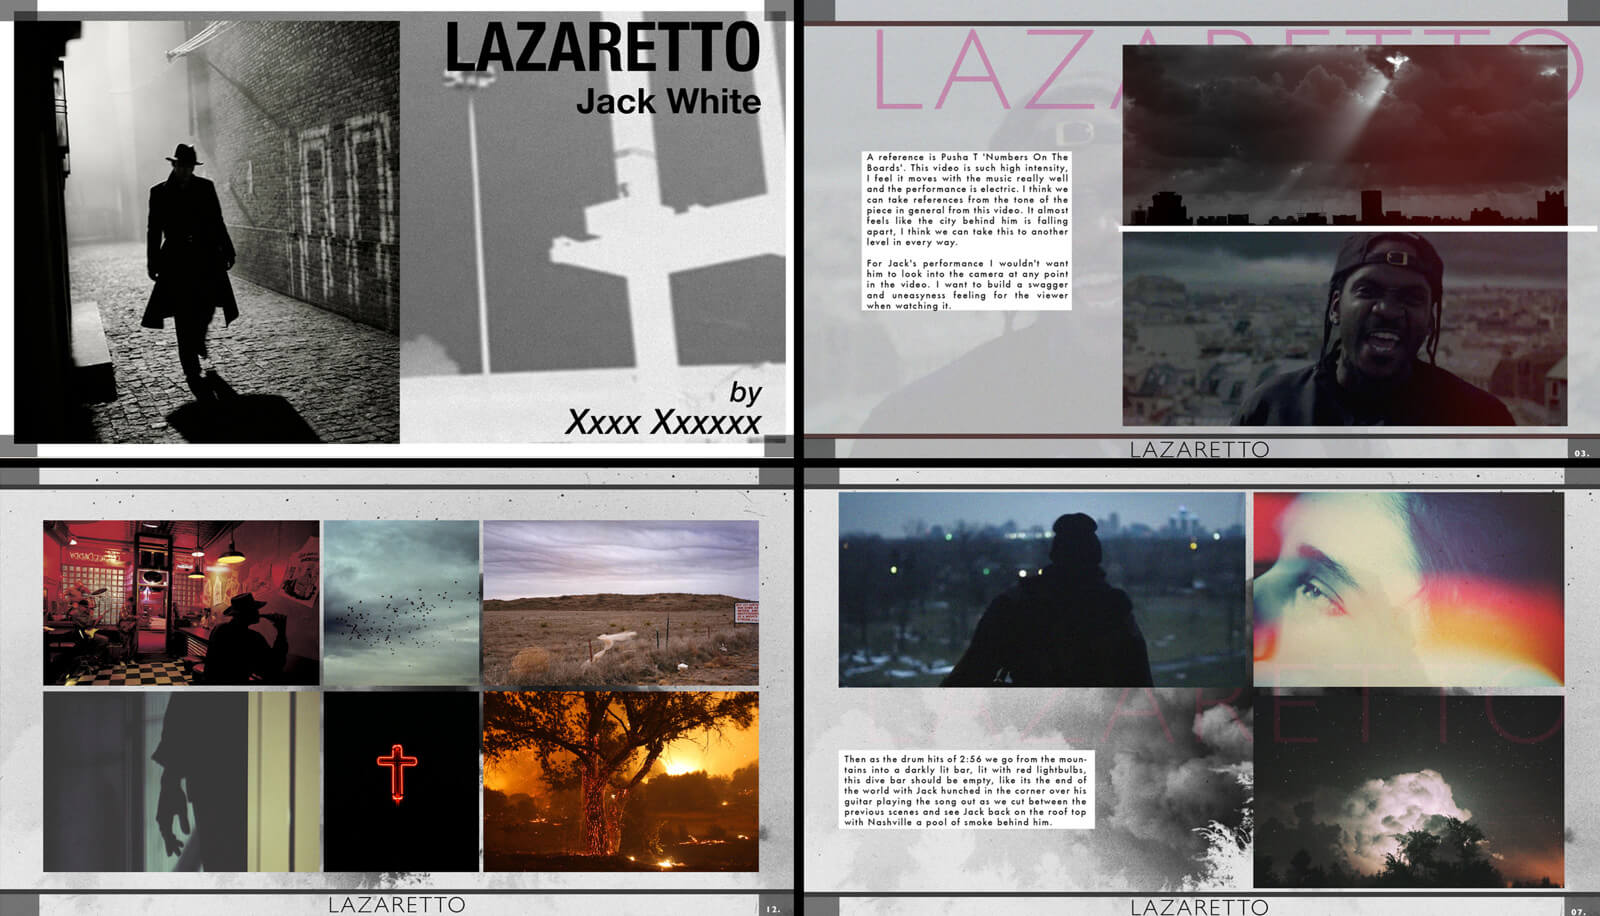 LAZARETTO
Jack White
by
Xxxx Xxxxxx
LAZARETTO
A reference is Pusha T 'Numbers On The
Boards'. This video is such high intensity,
I feel it moves with the music really well
and the performance is electric. I think we
can take references from the tone of the
piece in general from this video. It almost
feels like the city behind him is falling
apart, I think we can take this to another
level in every way.
For Jack's performance I wouldn't want
him to look into the camera at any point
in the video. I want to build a swagger
and uneasyness feeling for the viewer
when watching it.
LAZARETTO
03.
LAZARETTO
12.
LAZARETTO
Then as the drum hits of 2:56 we go from the moun-
tains into a darkly lit bar, lit with red lightbulbs,
this dive bar should be empty, like its the end of
the world with Jack hunched in the corner over his
guitar playing the song out as we cut between the
previous scenes and see Jack back on the roof top
with Nashville a pool of smoke behind him.
LAZARETTO
07.